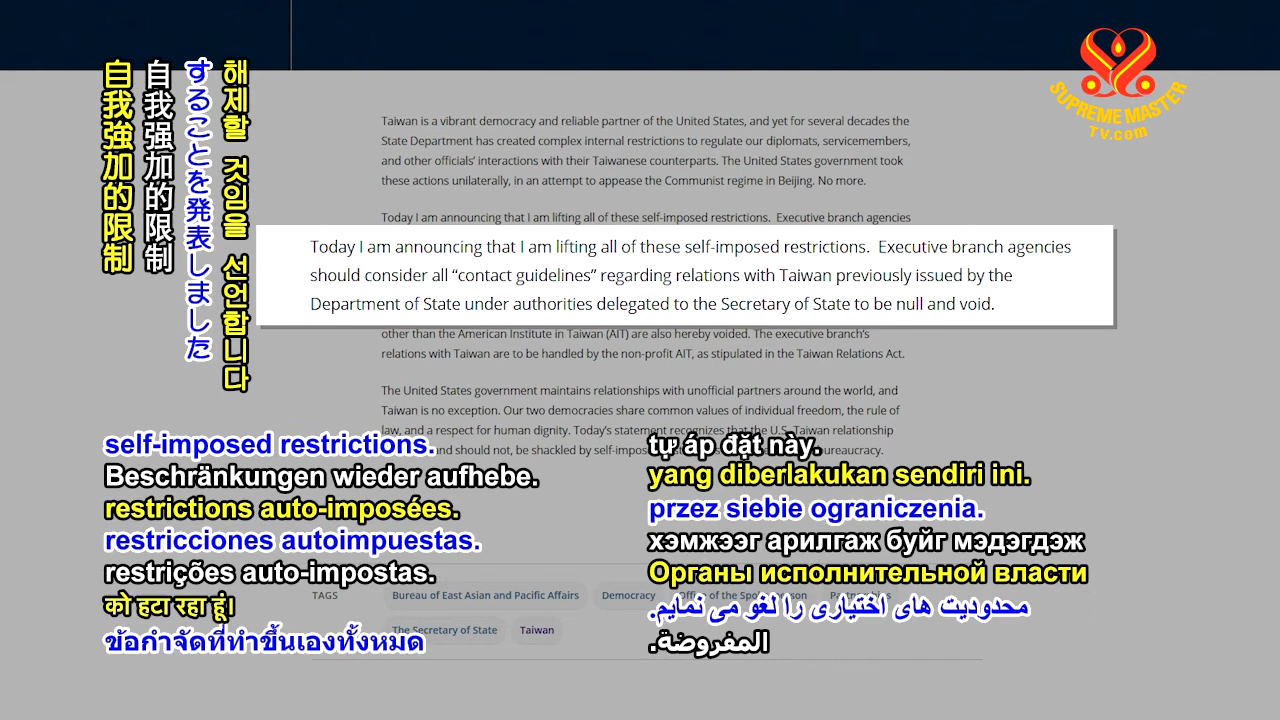 SUPREME MASTER
TV.com
自我強加的限制
自我强加的限制
することを発表しました
해제할 것임을 선언합니다
Taiwan is a vibrant democracy and reliable partner of the United States, and yet for several decades the
State Department has created complex internal restrictions to regulate our diplomats, servicemembers,
and other officials’ interactions with their Taiwanese counterparts. The United States government took
these actions unilaterally, in an attempt to appease the Communist regime in Beijing. No more.
Today I am announcing that I am lifting all of these self-imposed restrictions.  Executive branch agencies
Today I am announcing that I am lifting all of these self-imposed restrictions.  Executive branch agencies
should consider all “contact guidelines” regarding relations with Taiwan previously issued by the
Department of State under authorities delegated to the Secretary of State to be null and void.
other than the American Institute in Taiwan (AIT) are also hereby voided. The executive branch’s
relations with Taiwan are to be handled by the non-profit AIT, as stipulated in the Taiwan Relations Act.
The United States government maintains relationships with unofficial partners around the world, and
Taiwan is no exception. Our two democracies share common values of individual freedom, the rule of
law, and a respect for human dignity. Today’s statement recognizes that the U.S.-Taiwan relationship
and should not, be shackled by self-imposed bureaucracy.
self-imposed restrictions.
Beschränkungen wieder aufhebe.
restrictions auto-imposées.
restricciones autoimpuestas.
restrições auto-impostas.
को हटा रहा हूं।
ข้อกำจัดที่ทำขึ้นเองทั้งหมด
tự áp đặt này.
yang diberlakukan sendiri ini.
przez siebie ograniczenia.
хэмжээг арилгаж буйг мэдэгдэж
Органы исполнительной власти
محدودیت های اختیاری را لغو می نمایم.
المفروضة.
TAGS
Bureau of East Asian and Pacific Affairs
Democracy
Office of the Spokesperson
Partnerships
The Secretary of State
Taiwan